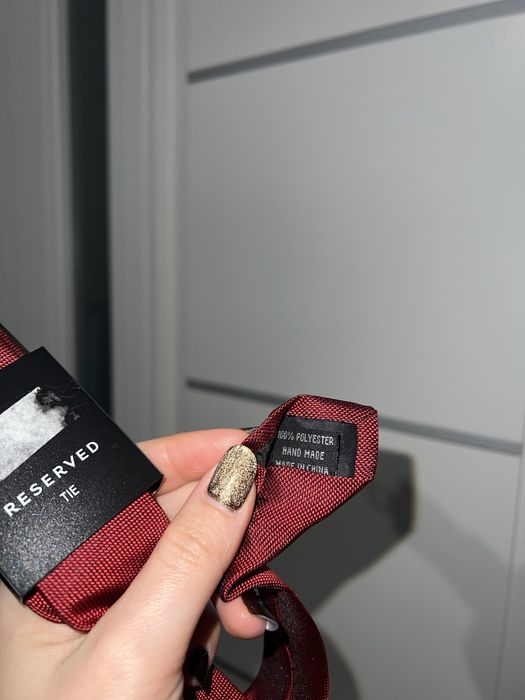 100% POLYESTER
HAND MADE
MADE IN CHINA
RESERVED
TIE